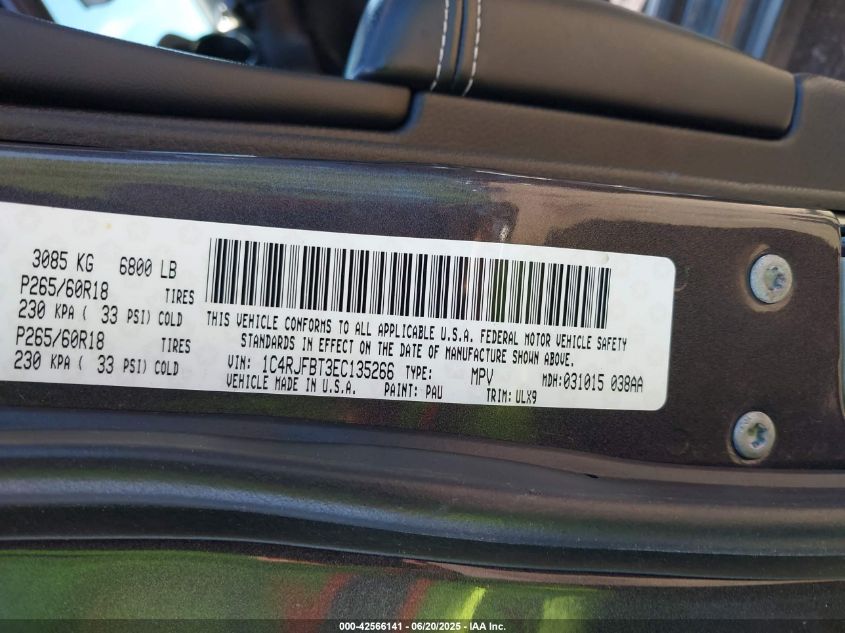 3085 KG 6800 LB
P265/60R18 TIRES
230 KPA ( 33 PSI) COLD
P265/60R18 TIRES
230 KPA ( 33 PSI) COLD
THIS VEHICLE CONFORMS TO ALL APPLICABLE U.S.A. FEDERAL MOTOR VEHICLE SAFETY
STANDARDS IN EFFECT ON THE DATE OF MANUFACTURE SHOWN ABOVE.
VIN: 1C4RJFBT3EC135266 TYPE: MPV MDH:031015 038AA
VEHICLE MADE IN U.S.A. PAINT: PAU TRIM: ULX9
000-42566141 - 06/20/2025 - IAA Inc.